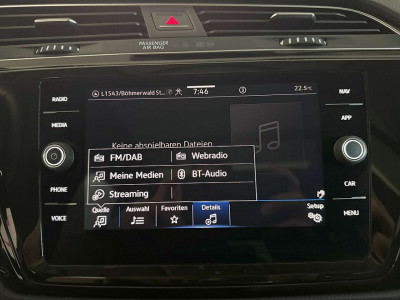 PASSENGER
AIR BAG
RADIO
MEDIA
PHONE
VOICE
L1543/Böhmerwald St...
7:46
22.5°C
Keine abspielbaren Dateien
FM/DAB
Webradio
Meine Medien
BT-Audio
Streaming
Quelle
Auswahl
Favoriten
Details
Setup
NAV
APP
CAR
MENU